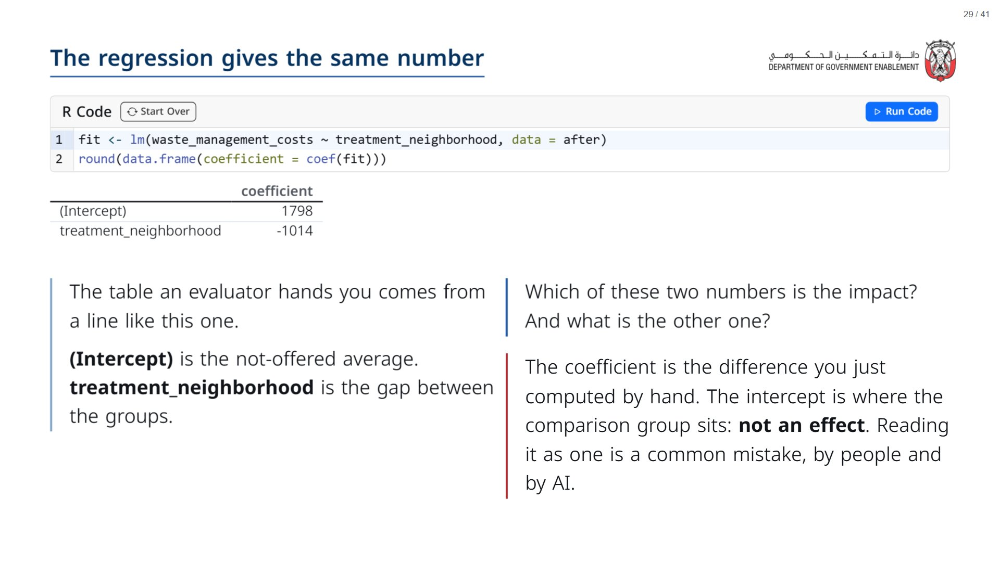 29 / 41
The regression gives the same number
دائـــرة الـتـمـكـــــيـن الـحـكـــــومـــي
DEPARTMENT OF GOVERNMENT ENABLEMENT
R Code
Start Over
Run Code
1 fit <- lm(waste_management_costs ~ treatment_neighborhood, data = after)
2 round(data.frame(coefficient = coef(fit)))
coefficient
(Intercept) 1798
treatment_neighborhood -1014
The table an evaluator hands you comes from
a line like this one.
(Intercept) is the not-offered average.
treatment_neighborhood is the gap between
the groups.
Which of these two numbers is the impact?
And what is the other one?
The coefficient is the difference you just
computed by hand. The intercept is where the
comparison group sits: not an effect. Reading
it as one is a common mistake, by people and
by AI.